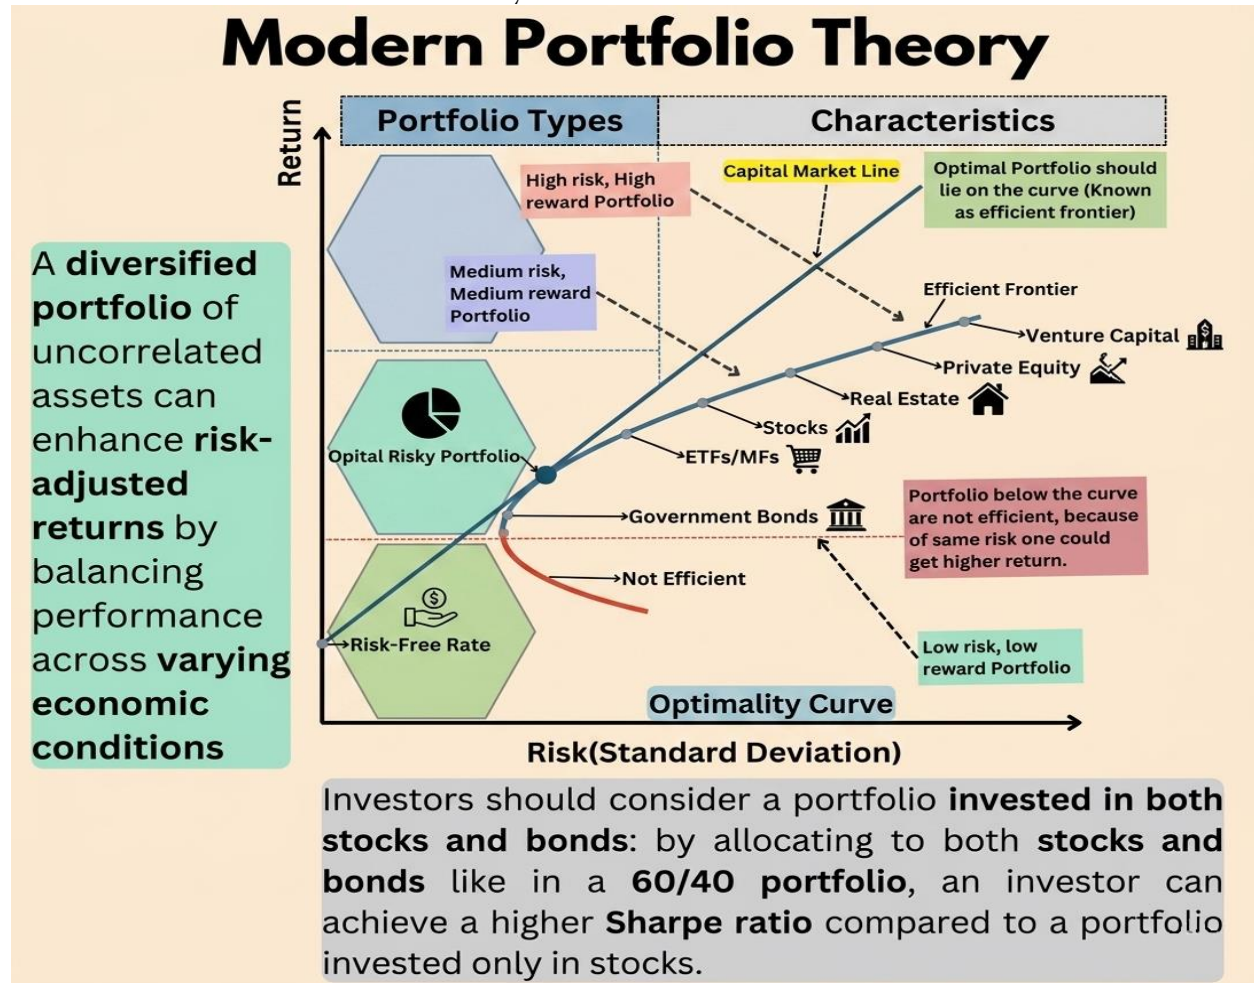 Modern Portfolio Theory
Return
Portfolio Types
Characteristics
High risk, High
reward Portfolio
Capital Market Line
Optimal Portfolio should
lie on the curve (Known
as efficient frontier)
A diversified
portfolio of
uncorrelated
assets can
enhance risk-
adjusted
returns by
balancing
performance
across varying
economic
conditions
Medium risk,
Medium reward
Portfolio
Efficient Frontier
Venture Capital
Private Equity
Real Estate
Stocks
ETFs/MFs
Opital Risky Portfolio
Government Bonds
Portfolio below the curve
are not efficient, because
of same risk one could
get higher return.
Not Efficient
Risk-Free Rate
Low risk, low
reward Portfolio
Optimality Curve
Risk(Standard Deviation)
Investors should consider a portfolio invested in both
stocks and bonds: by allocating to both stocks and
bonds like in a 60/40 portfolio, an investor can
achieve a higher Sharpe ratio compared to a portfolio
invested only in stocks.